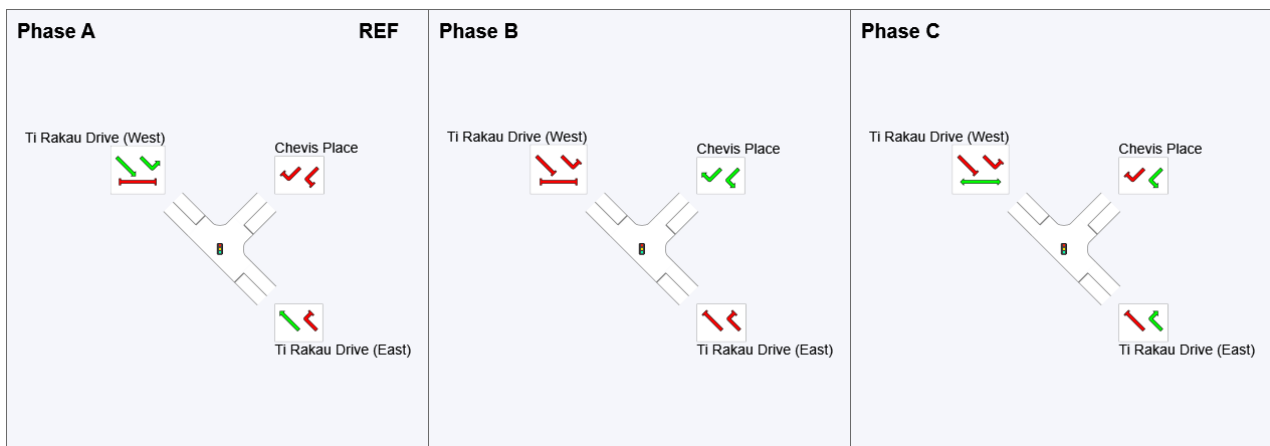 Phase A
REF
Ti Rakau Drive (West)
Chevis Place
Ti Rakau Drive (East)
Phase B
Ti Rakau Drive (West)
Chevis Place
Ti Rakau Drive (East)
Phase C
Ti Rakau Drive (West)
Chevis Place
Ti Rakau Drive (East)